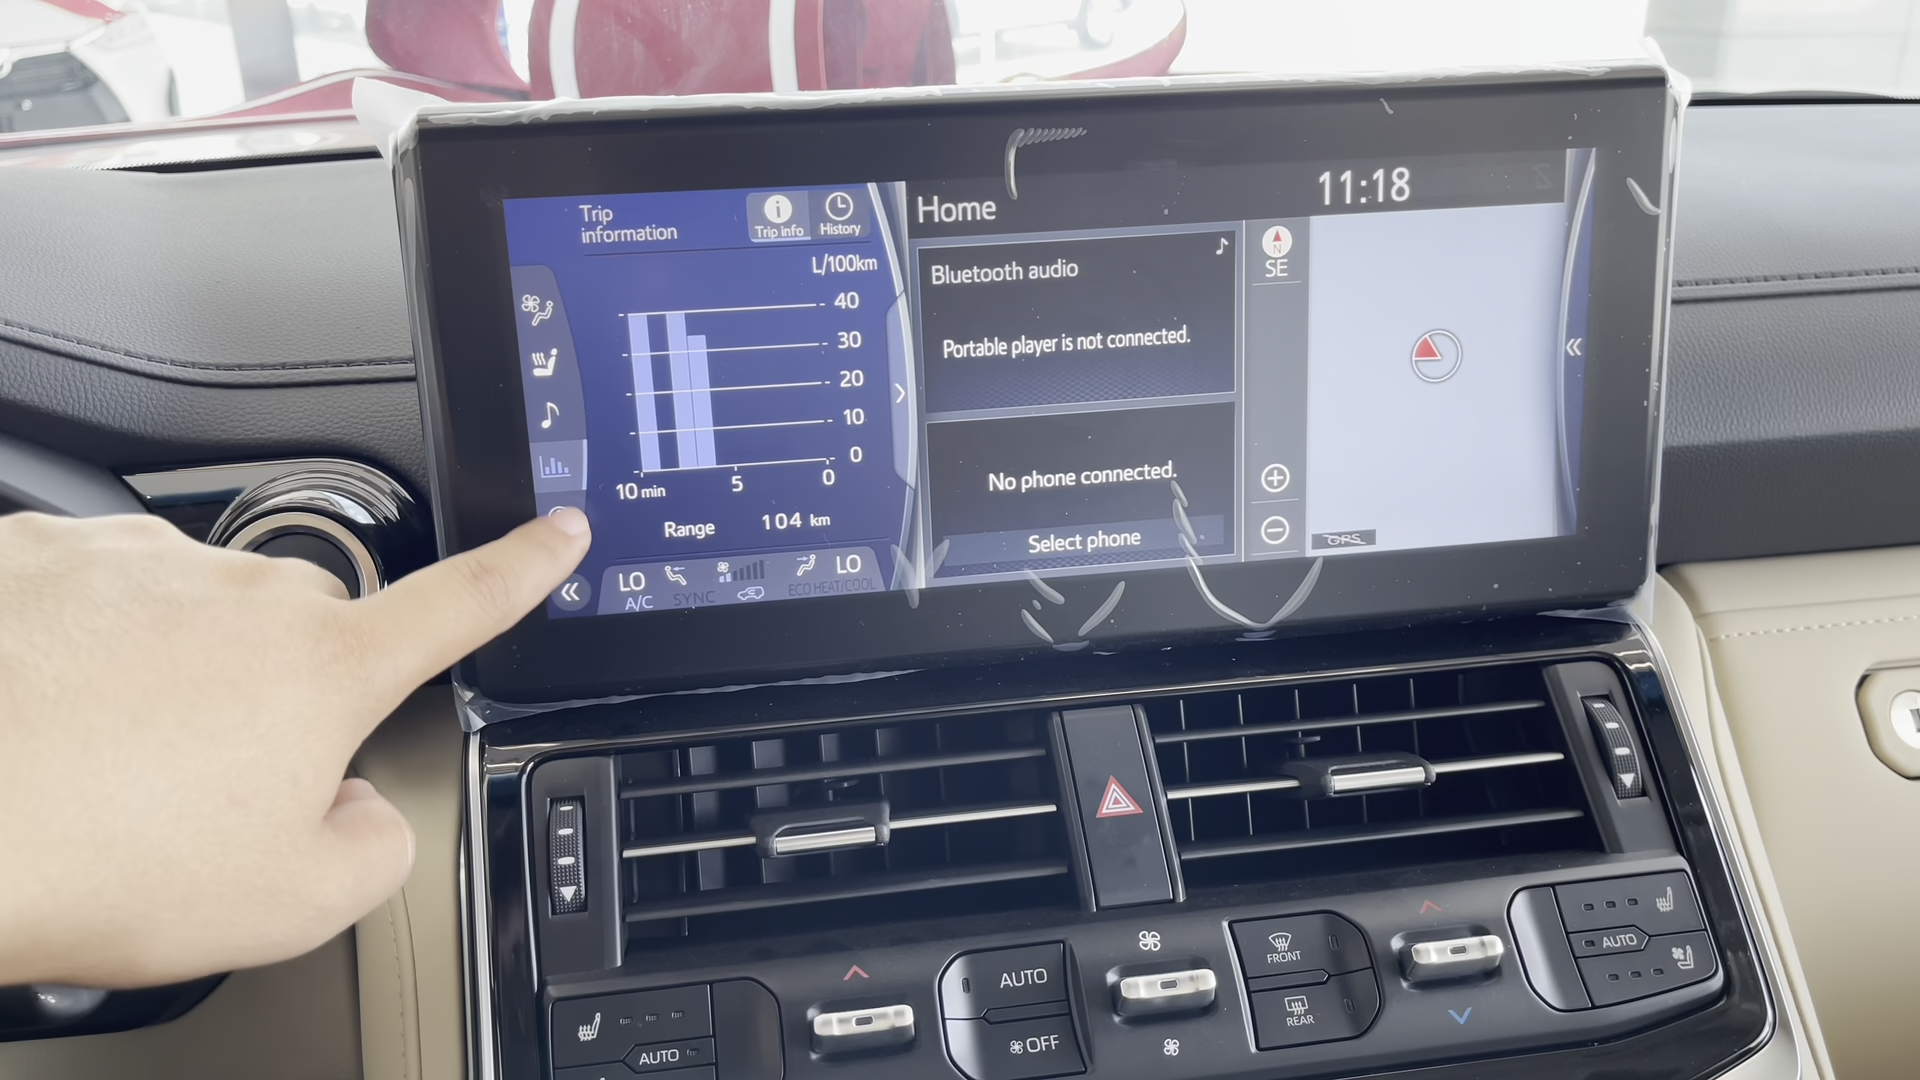 Trip
information
Trip info
History
L/100km
40
30
20
10
0
10 min
5
0
Range 104 km
LO
LO
A/C
SYNC
ECO HEAT/COOL
Home
11:18
Bluetooth audio
Portable player is not connected.
No phone connected.
Select phone
N
SE
GPS
FRONT
REAR
AUTO
OFF
AUTO
AUTO